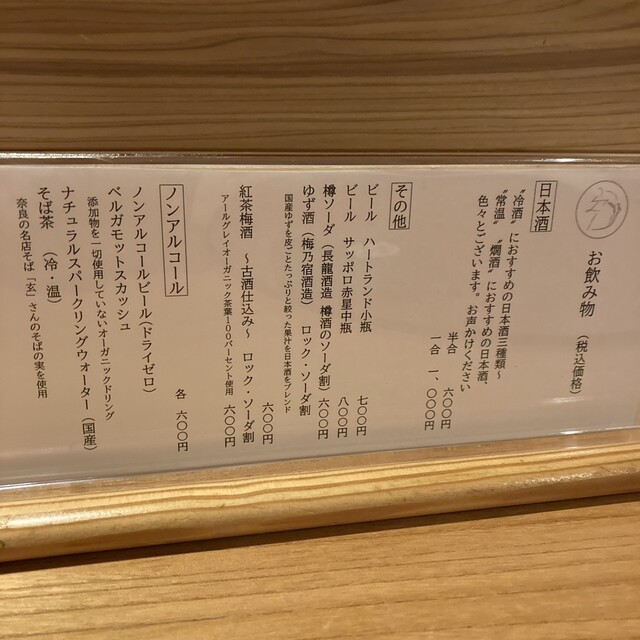 お飲み物 (税込価格)
日本酒
"冷酒"におすすめの日本酒三種類~
"常温" "燗酒"におすすめの日本酒、
色々とございます。お声かけください
半合 六〇〇円
一合 一、〇〇〇円
その他
ビール ハートランド小瓶 七〇〇円
ビール サッポロ赤星中瓶 八〇〇円
樽ソーダ(長龍酒造 樽酒のソーダ割)六〇〇円
ゆず酒(梅乃宿酒造) ロック・ソーダ割
国産ゆずを皮ごとたっぷりと絞った果汁を日本酒をブレンド
六〇〇円
紅茶梅酒 ~古酒仕込み~ ロック・ソーダ割
アールグレイオーガニック茶葉100パーセント使用 六〇〇円
ノンアルコール
各 六〇〇円
ノンアルコールビール(ドライゼロ)
ベルガモットスカッシュ
添加物を一切使用していないオーガニックドリング
ナチュラルスパークリングウォーター(国産)
そば茶 (冷・温)
奈良の名店そば「玄」さんのそばの実を使用